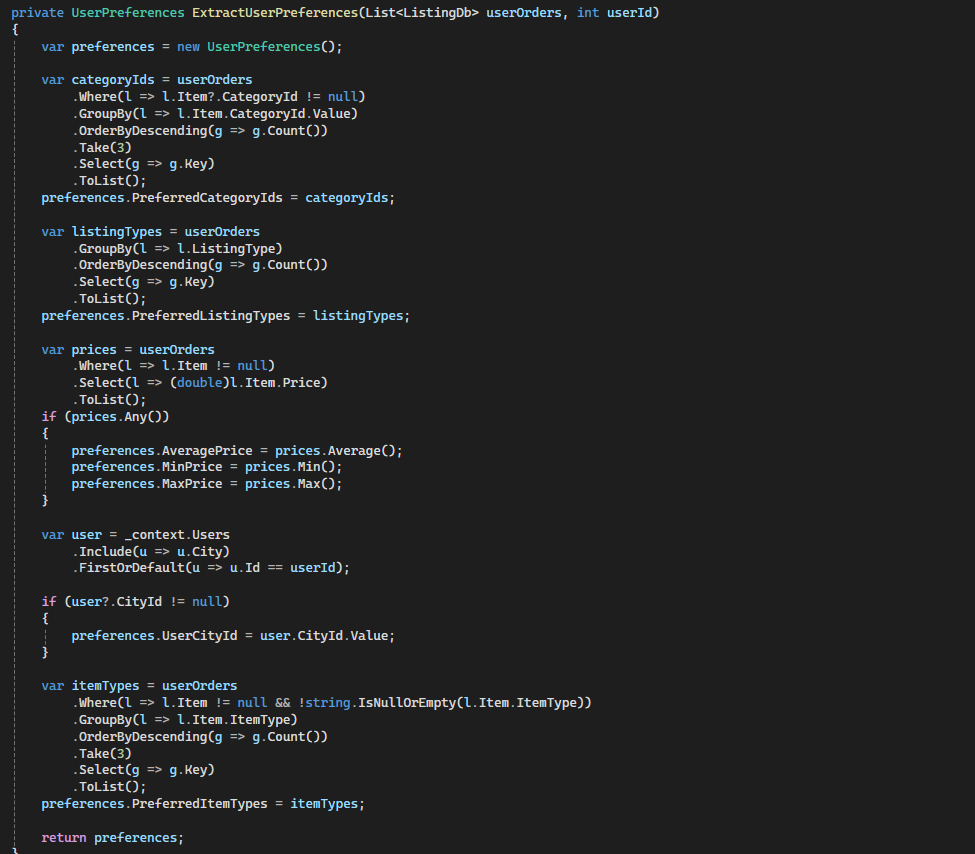 private UserPreferences ExtractUserPreferences(List<ListingDb> userOrders, int userId)
{
    var preferences = new UserPreferences();

    var categoryIds = userOrders
        .Where(l => l.Item?.CategoryId != null)
        .GroupBy(l => l.Item.CategoryId.Value)
        .OrderByDescending(g => g.Count())
        .Take(3)
        .Select(g => g.Key)
        .ToList();
    preferences.PreferredCategoryIds = categoryIds;

    var listingTypes = userOrders
        .GroupBy(l => l.ListingType)
        .OrderByDescending(g => g.Count())
        .Select(g => g.Key)
        .ToList();
    preferences.PreferredListingTypes = listingTypes;

    var prices = userOrders
        .Where(l => l.Item != null)
        .Select(l => (double)l.Item.Price)
        .ToList();
    if (prices.Any())
    {
        preferences.AveragePrice = prices.Average();
        preferences.MinPrice = prices.Min();
        preferences.MaxPrice = prices.Max();
    }

    var user = _context.Users
        .Include(u => u.City)
        .FirstOrDefault(u => u.Id == userId);

    if (user?.CityId != null)
    {
        preferences.UserCityId = user.CityId.Value;
    }

    var itemTypes = userOrders
        .Where(l => l.Item != null && !string.IsNullOrEmpty(l.Item.ItemType))
        .GroupBy(l => l.Item.ItemType)
        .OrderByDescending(g => g.Count())
        .Take(3)
        .Select(g => g.Key)
        .ToList();
    preferences.PreferredItemTypes = itemTypes;

    return preferences;
}